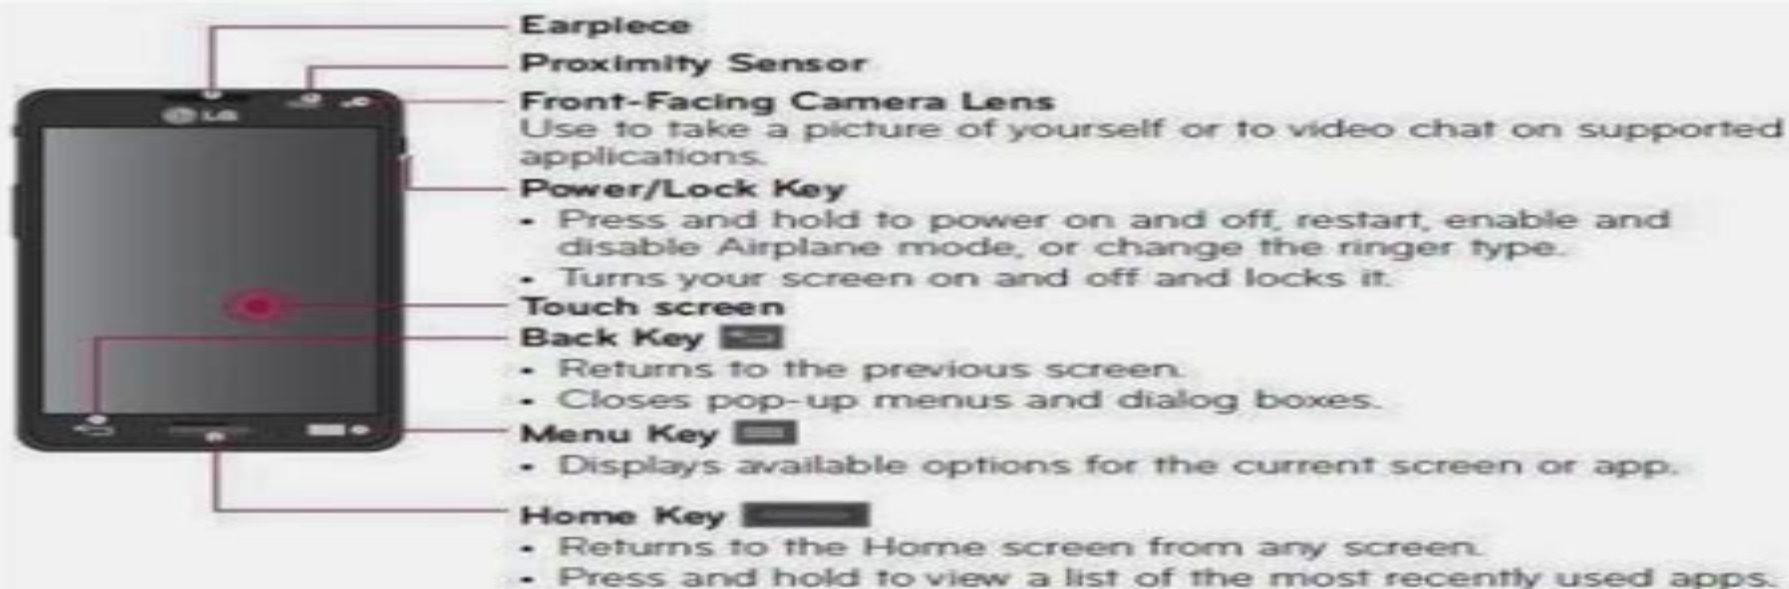 Earpiece
Proximity Sensor
Front-Facing Camera Lens
Use to take a picture of yourself or to video chat on supported
applications.
Power/Lock Key
• Press and hold to power on and off, restart, enable and
disable Airplane mode, or change the ringer type.
• Turns your screen on and off and locks it.
Touch screen
Back Key
• Returns to the previous screen.
• Closes pop-up menus and dialog boxes.
Menu Key
• Displays available options for the current screen or app.
Home Key
• Returns to the Home screen from any screen.
• Press and hold to view a list of the most recently used apps.
LG